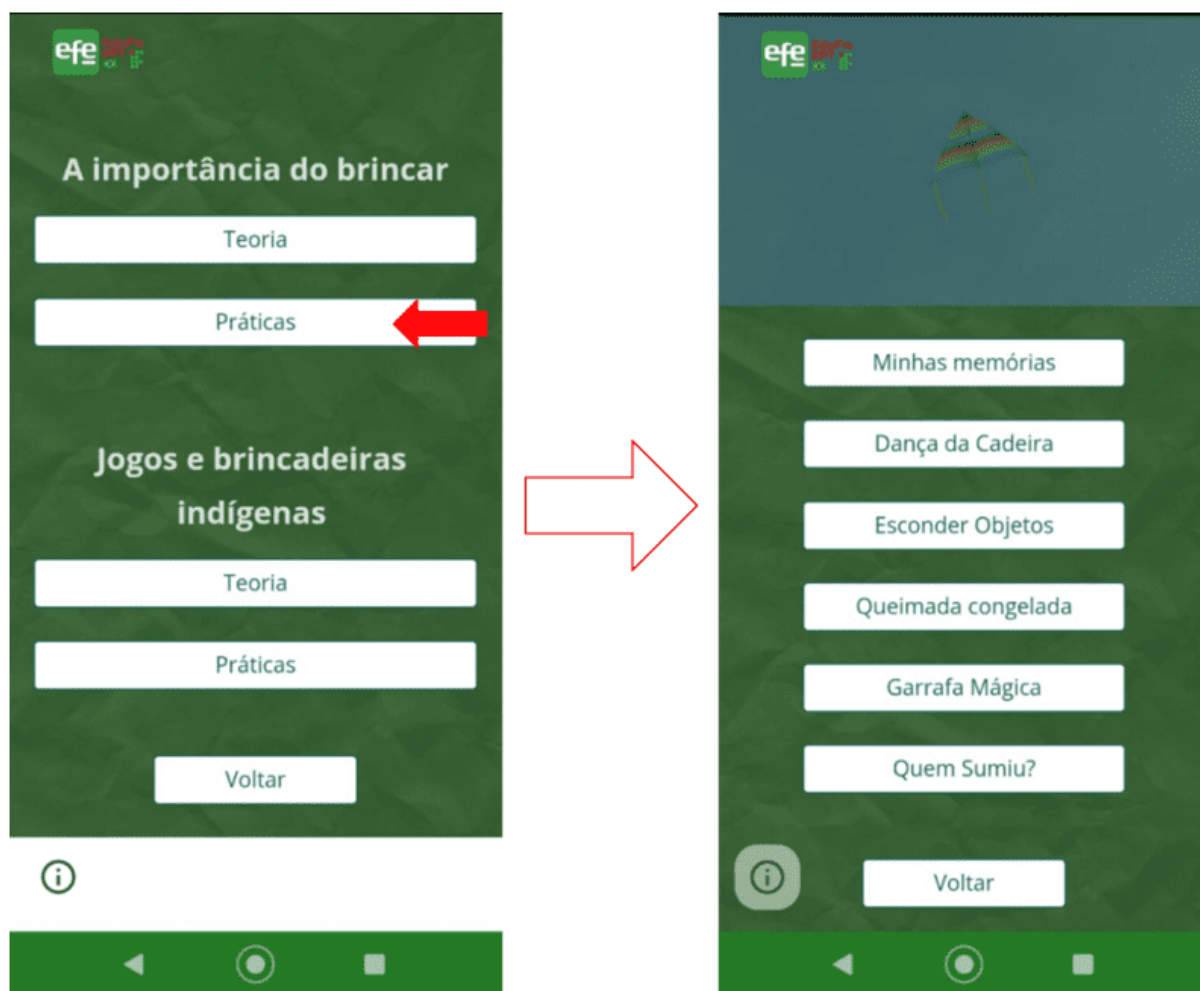 efe
A importância do brincar
Teoria
Práticas
Jogos e brincadeiras
indígenas
Teoria
Práticas
Voltar
efe
Minhas memórias
Dança da Cadeira
Esconder Objetos
Queimada congelada
Garrafa Mágica
Quem Sumiu?
Voltar